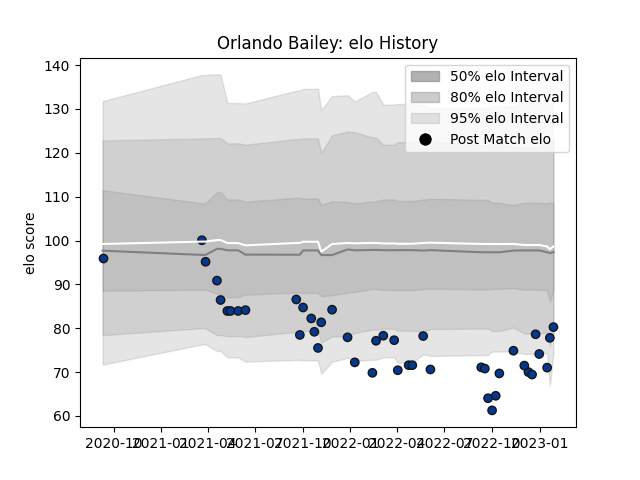 Orlando Bailey: elo History
elo score
140
130
120
110
100
90
80
70
60
50% elo Interval
80% elo Interval
95% elo Interval
Post Match elo
2020-10 2021-01 2021-04 2021-07 2021-10 2022-01 2022-04 2022-07 2022-10 2023-01